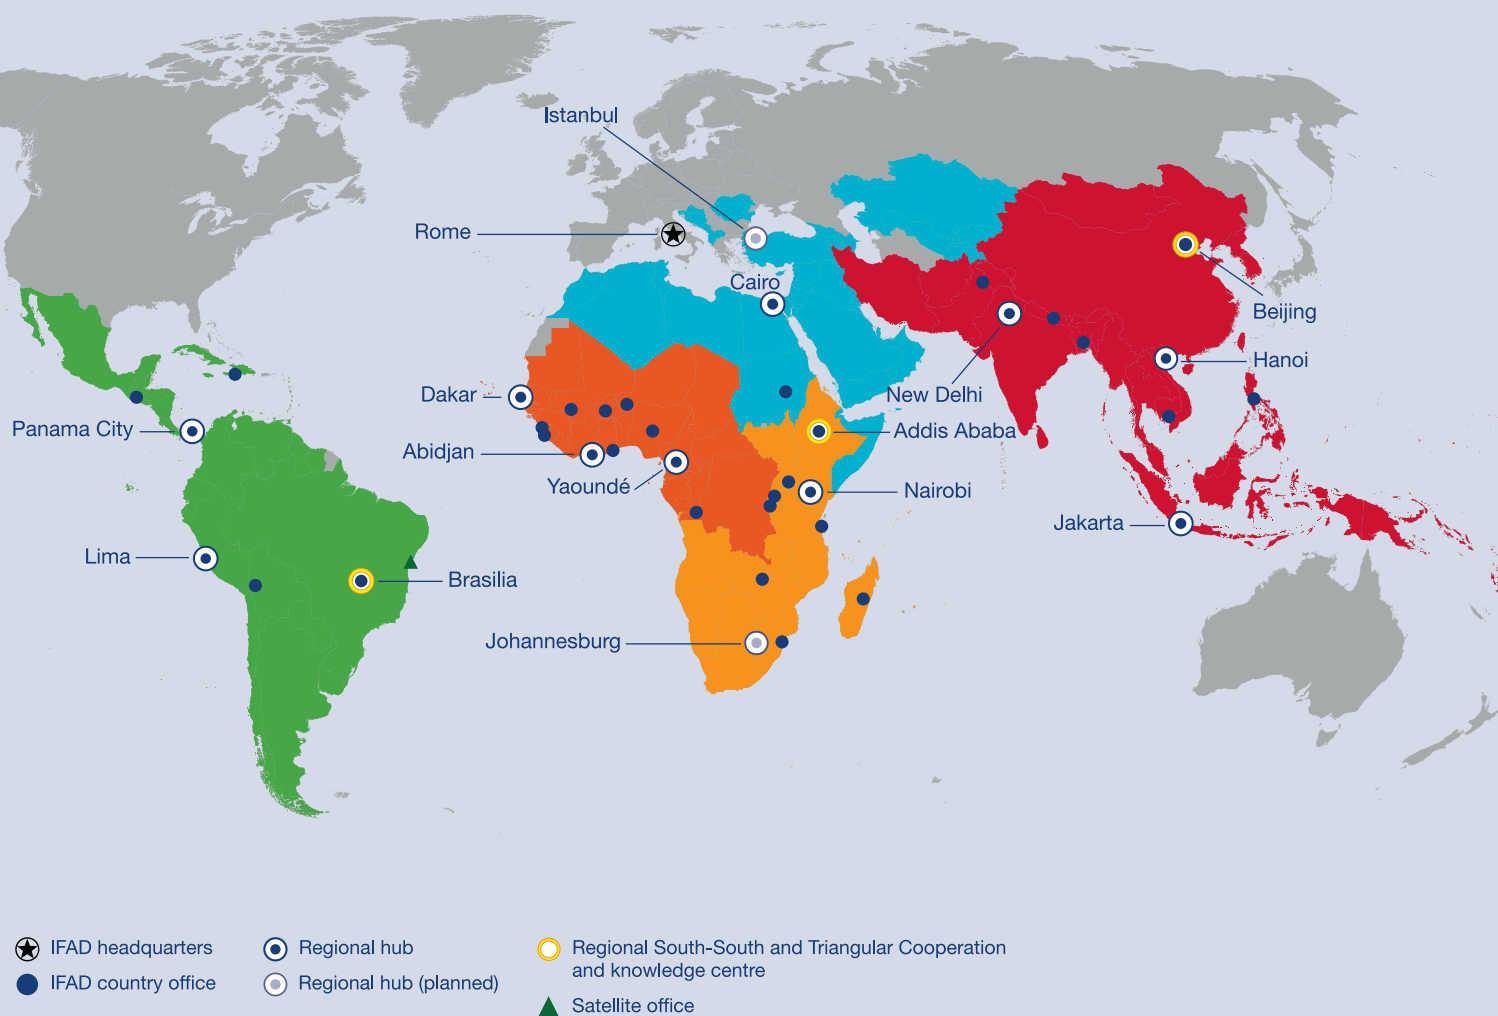 Istanbul
Rome
Cairo
Beijing
Hanoi
Dakar
New Delhi
Panama City
Addis Ababa
Abidjan
Yaoundé
Nairobi
Jakarta
Lima
Brasilia
Johannesburg
IFAD headquarters
IFAD country office
Regional hub
Regional hub (planned)
Regional South-South and Triangular Cooperation
and knowledge centre
Satellite office